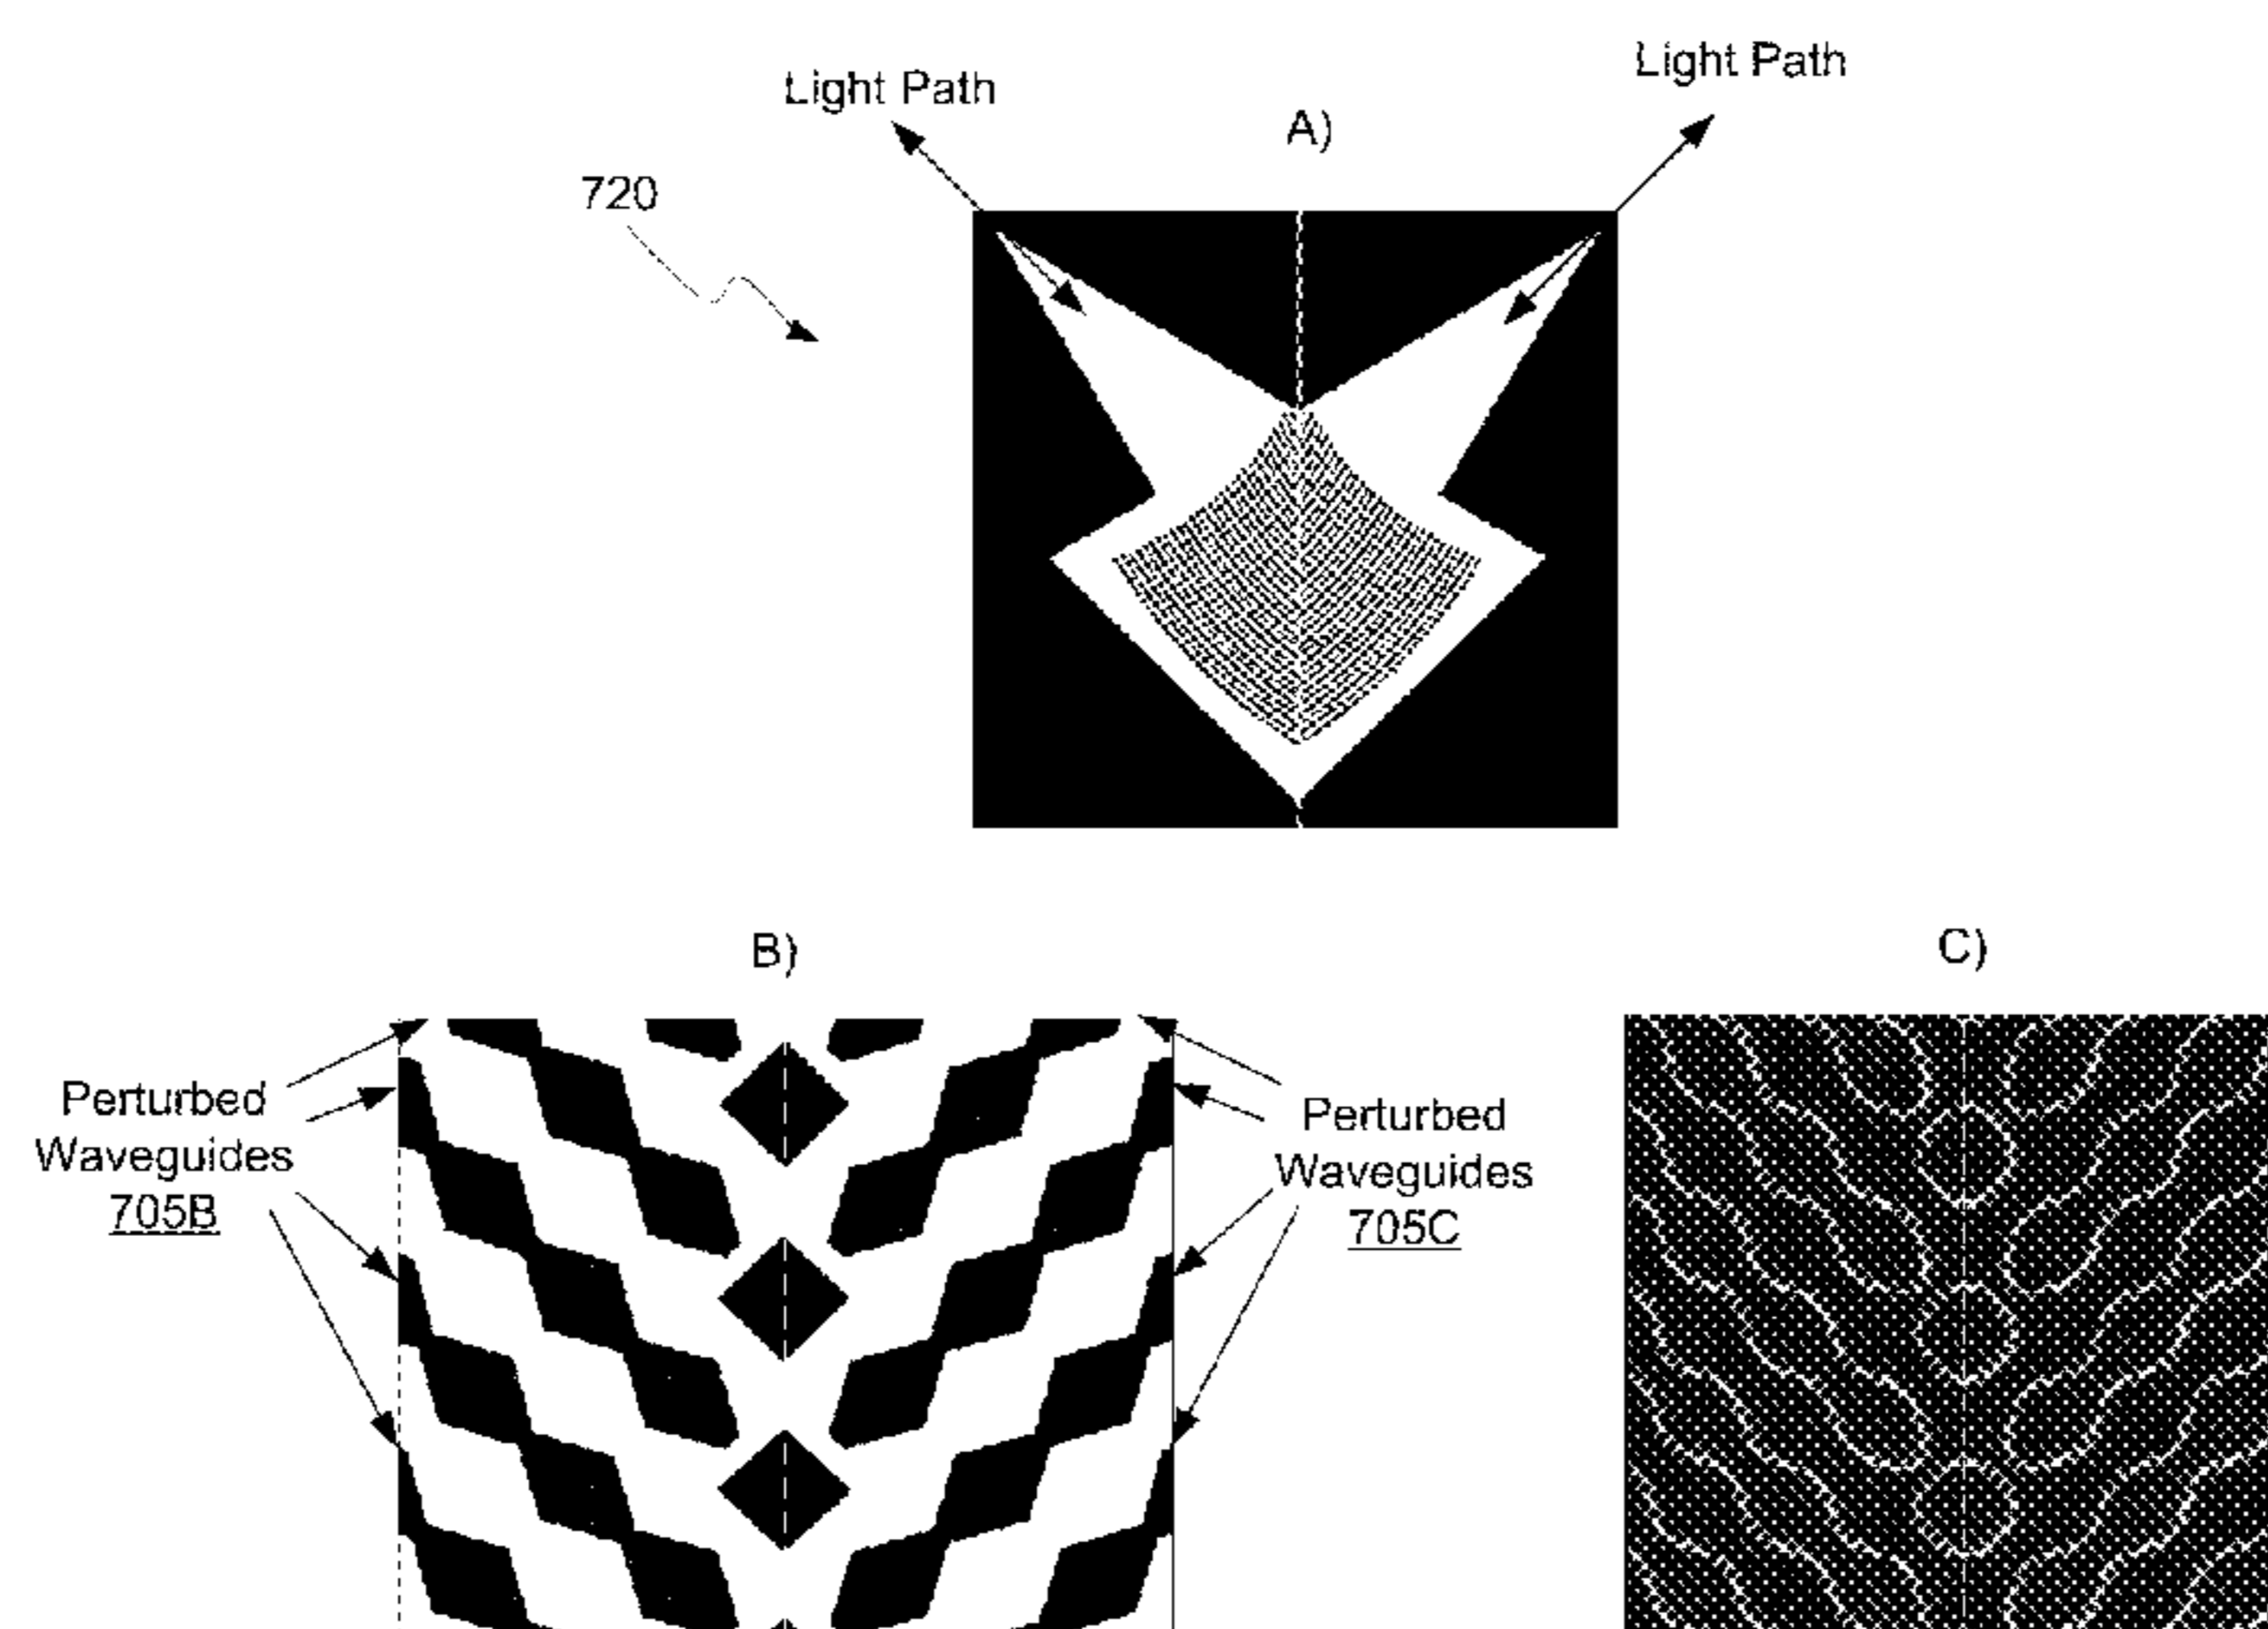 Light Path
Light Path
A)
720
B)
C)
Perturbed
Waveguides
705B
Perturbed
Waveguides
705C